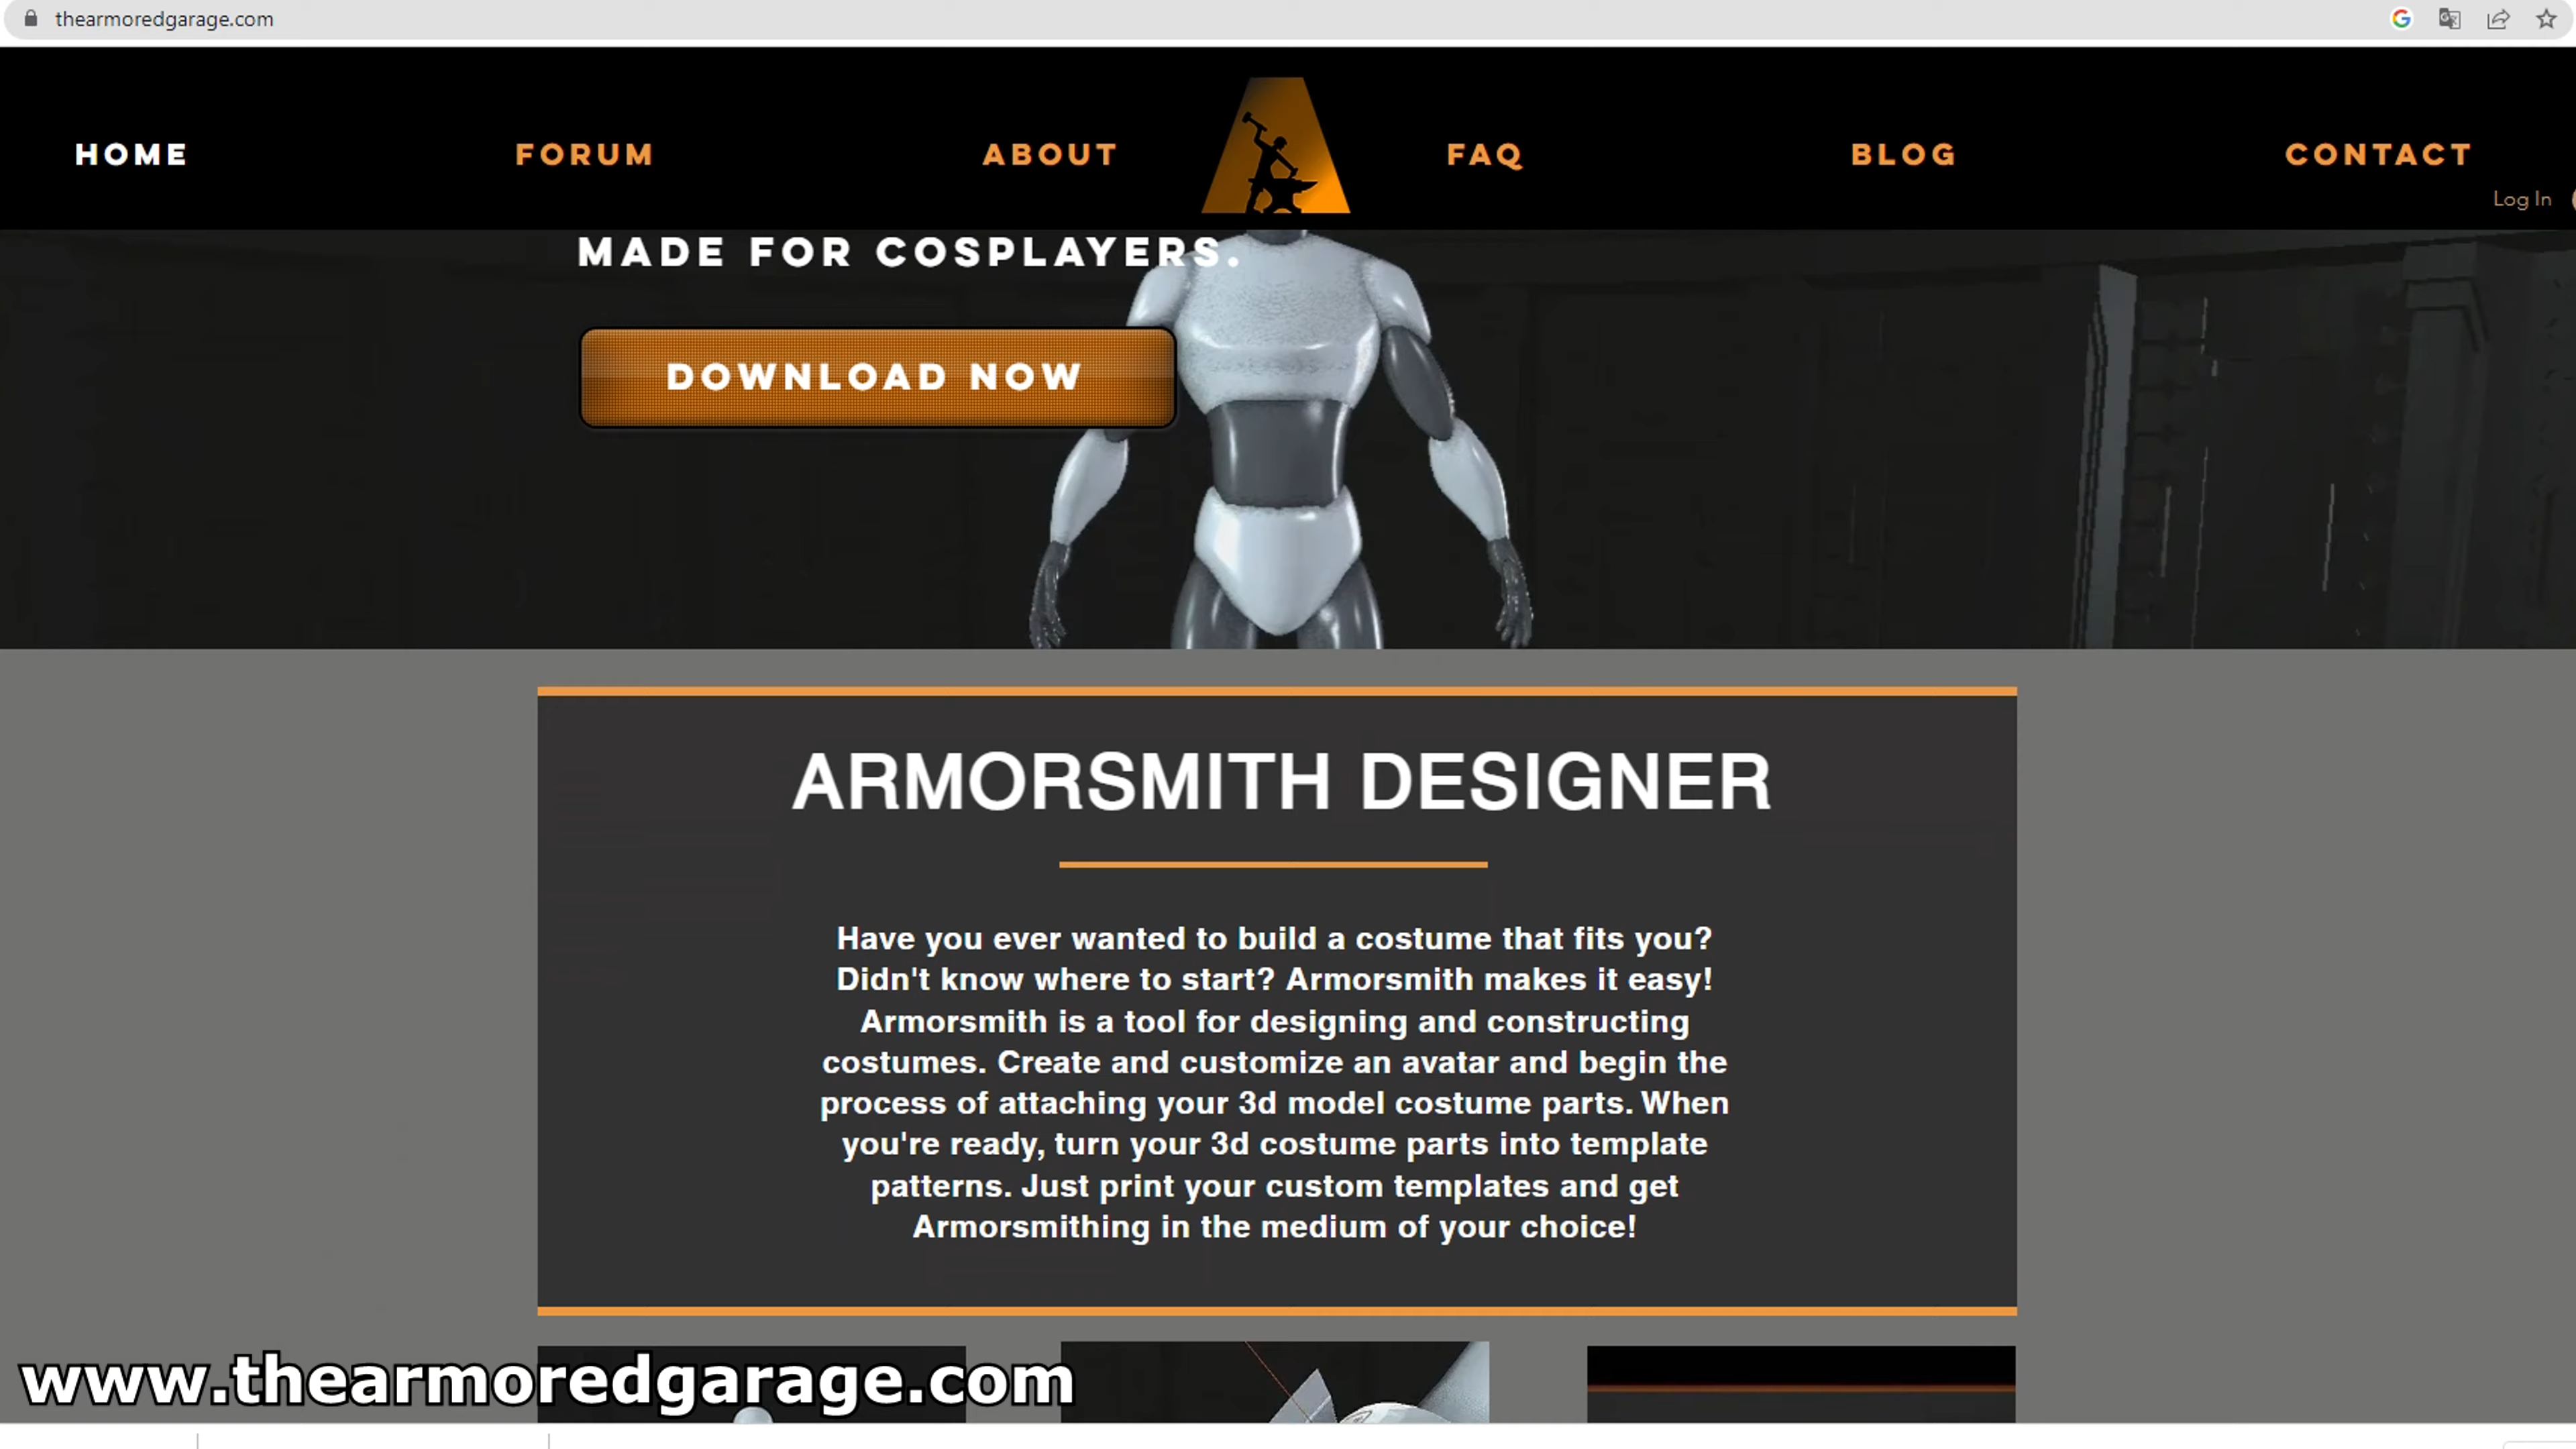 thearmoredgarage.com
HOME FORUM ABOUT FAQ BLOG CONTACT
Log In
MADE FOR COSPLAYERS.
DOWNLOAD NOW
ARMORSMITH DESIGNER
Have you ever wanted to build a costume that fits you?
Didn't know where to start? Armorsmith makes it easy!
Armorsmith is a tool for designing and constructing
costumes. Create and customize an avatar and begin the
process of attaching your 3d model costume parts. When
you're ready, turn your 3d costume parts into template
patterns. Just print your custom templates and get
Armorsmithing in the medium of your choice!
www.thearmoredgarage.com